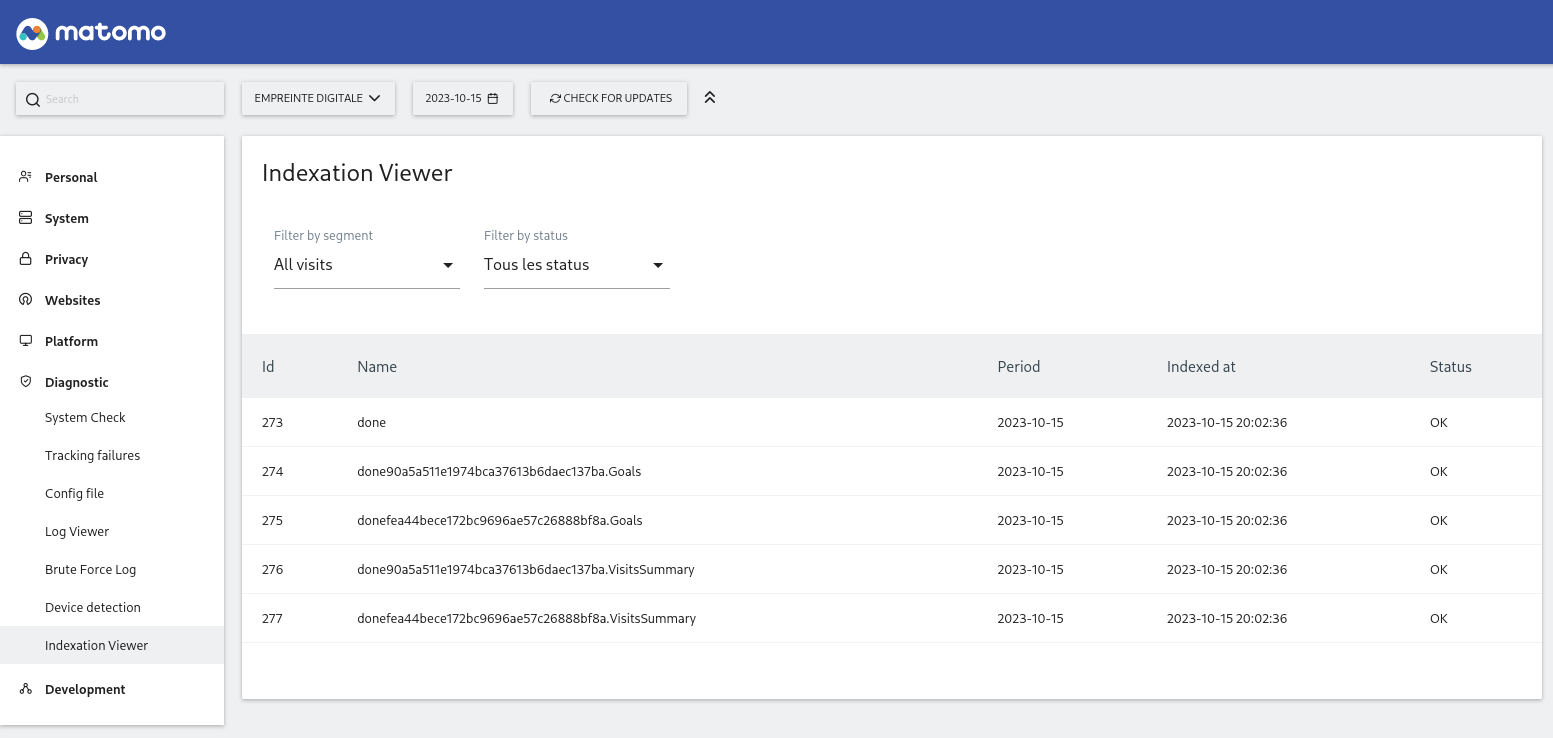 matomo
Search
EMPREINTE DIGITALE
2023-10-15
CHECK FOR UPDATES
Personal
System
Privacy
Websites
Platform
Diagnostic
System Check
Tracking failures
Config file
Log Viewer
Brute Force Log
Device detection
Indexation Viewer
Development
Indexation Viewer
Filter by segment
All visits
Filter by status
Tous les status
Id Name Period Indexed at Status
273 done 2023-10-15 2023-10-15 20:02:36 OK
274 done90a5a511e1974bca37613b6daec137ba.Goals 2023-10-15 2023-10-15 20:02:36 OK
275 donefea44bece172bc9696ae57c26888bf8a.Goals 2023-10-15 2023-10-15 20:02:36 OK
276 done90a5a511e1974bca37613b6daec137ba.VisitsSummary 2023-10-15 2023-10-15 20:02:36 OK
277 donefea44bece172bc9696ae57c26888bf8a.VisitsSummary 2023-10-15 2023-10-15 20:02:36 OK